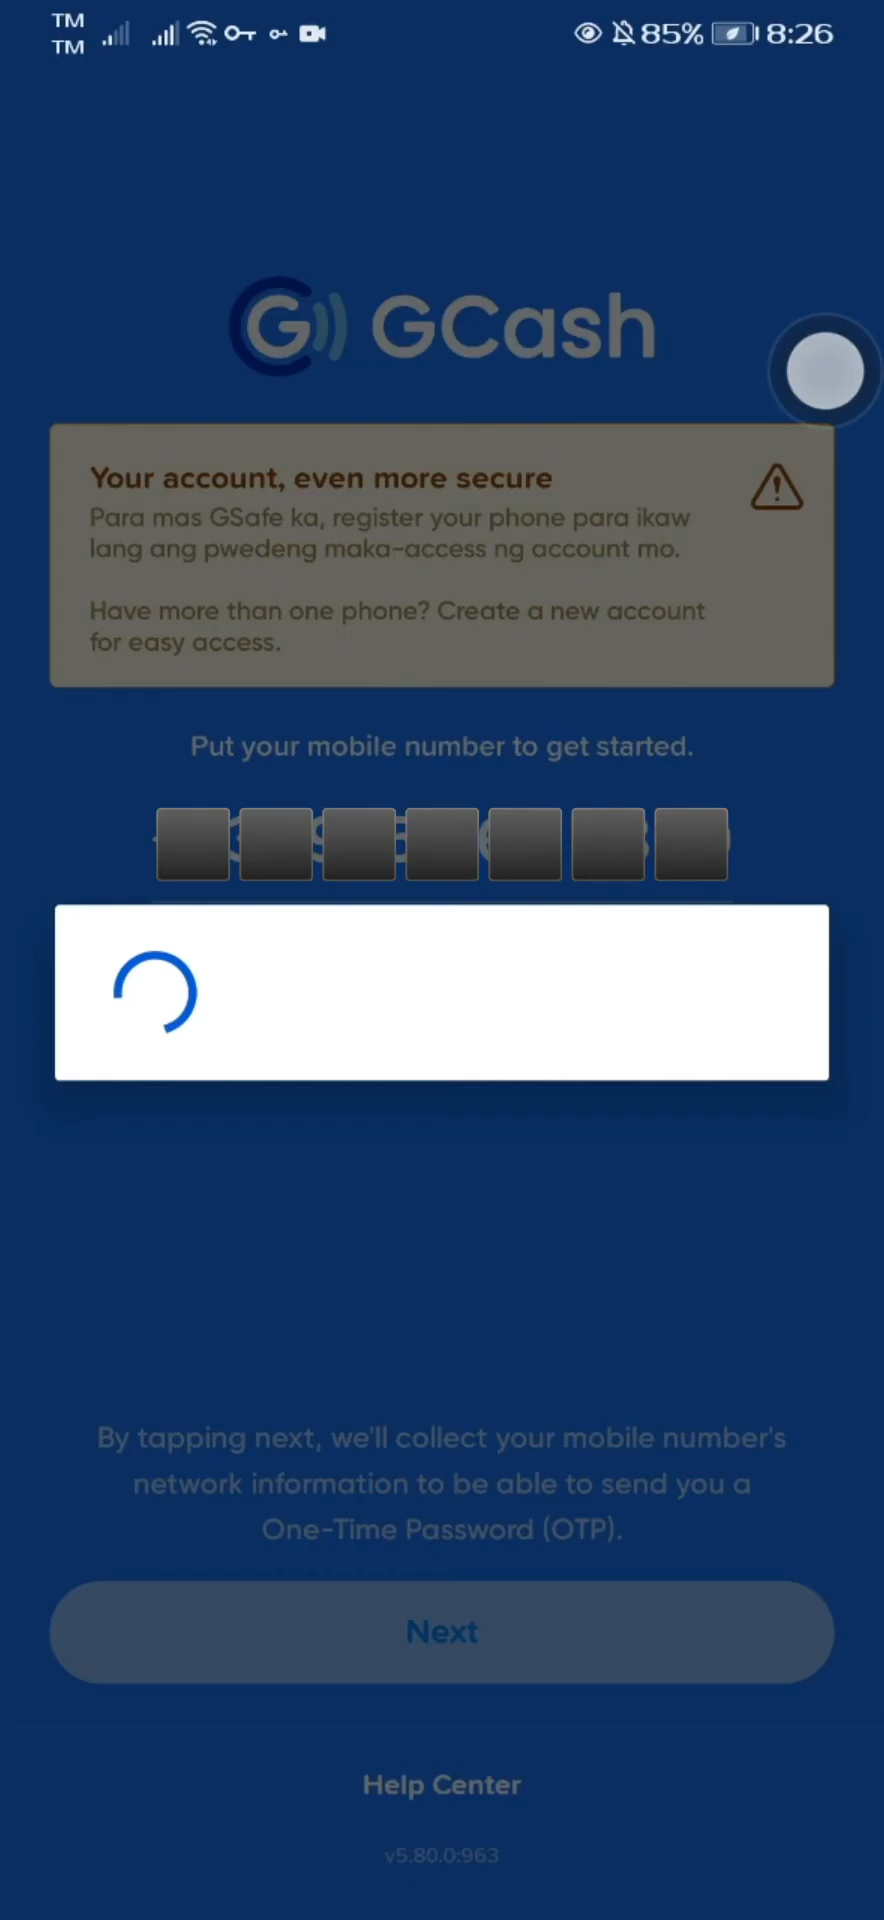 TM
TM
85%
8:26
G
GCash
Your account, even more secure
Para mas GSafe ka, register your phone para ikaw
lang ang pwedeng maka-access ng account mo.
Have more than one phone? Create a new account
for easy access.
Put your mobile number to get started.
By tapping next, we'll collect your mobile number's
network information to be able to send you a
One-Time Password (OTP).
Next
Help Center
v5.80.0:963